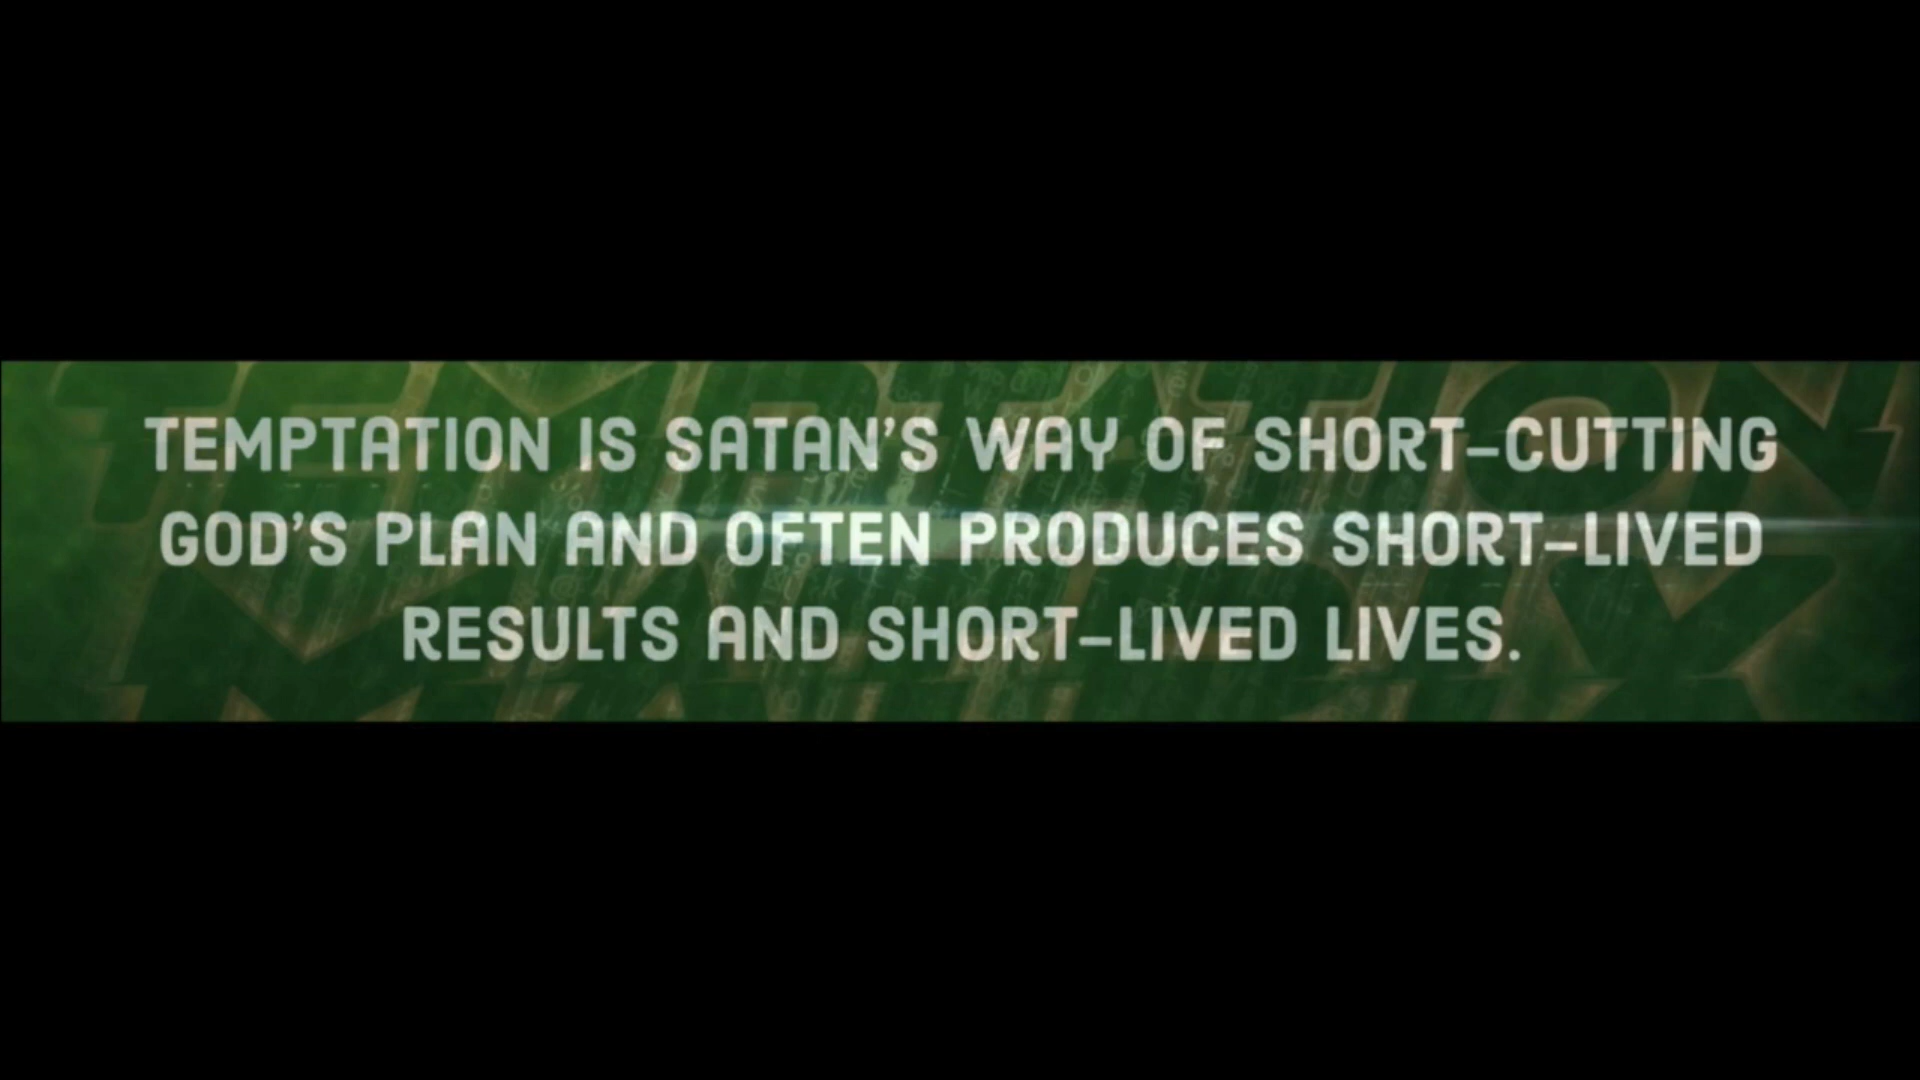 TEMPTATION IS SATAN'S WAY OF SHORT-CUTTING
GOD'S PLAN AND OFTEN PRODUCES SHORT-LIVED
RESULTS AND SHORT-LIVED LIVES.